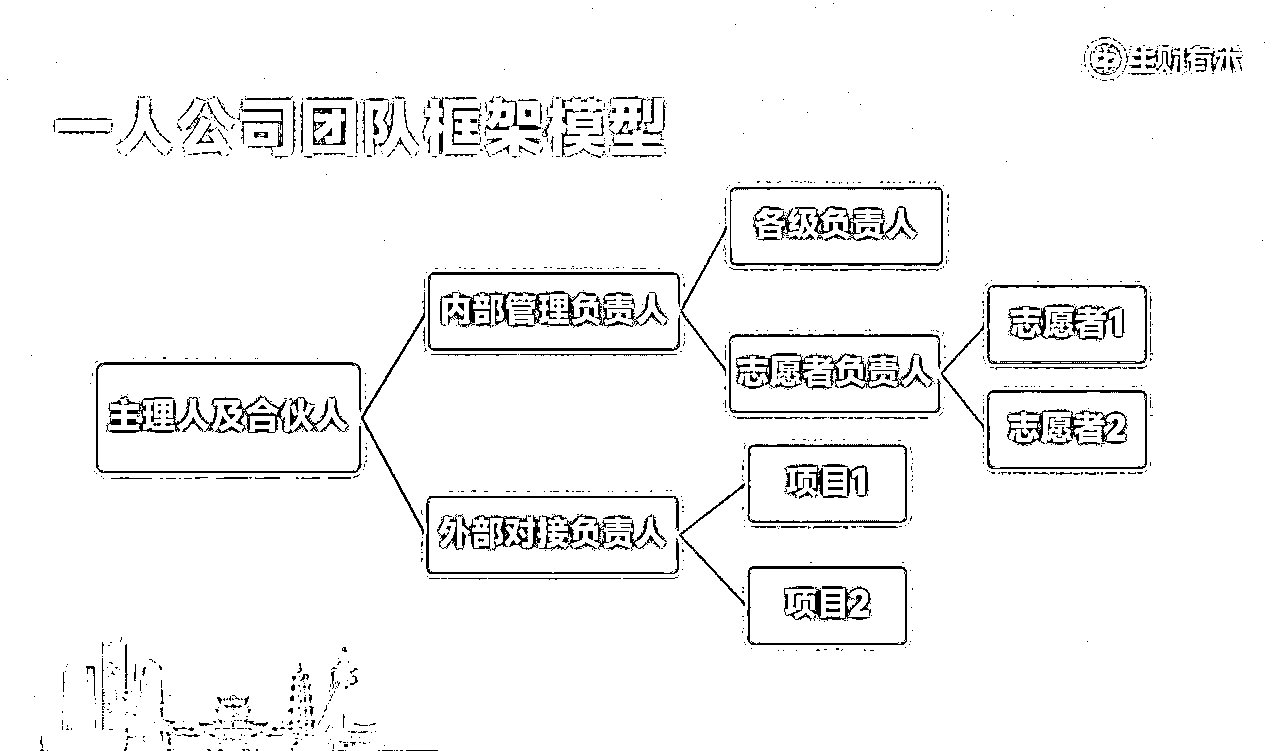 生财有术
一人公司团队框架模型
各级负责人
内部管理负责人
志愿者1
志愿者负责人
主理人及合伙人
志愿者2
项目1
外部对接负责人
项目2